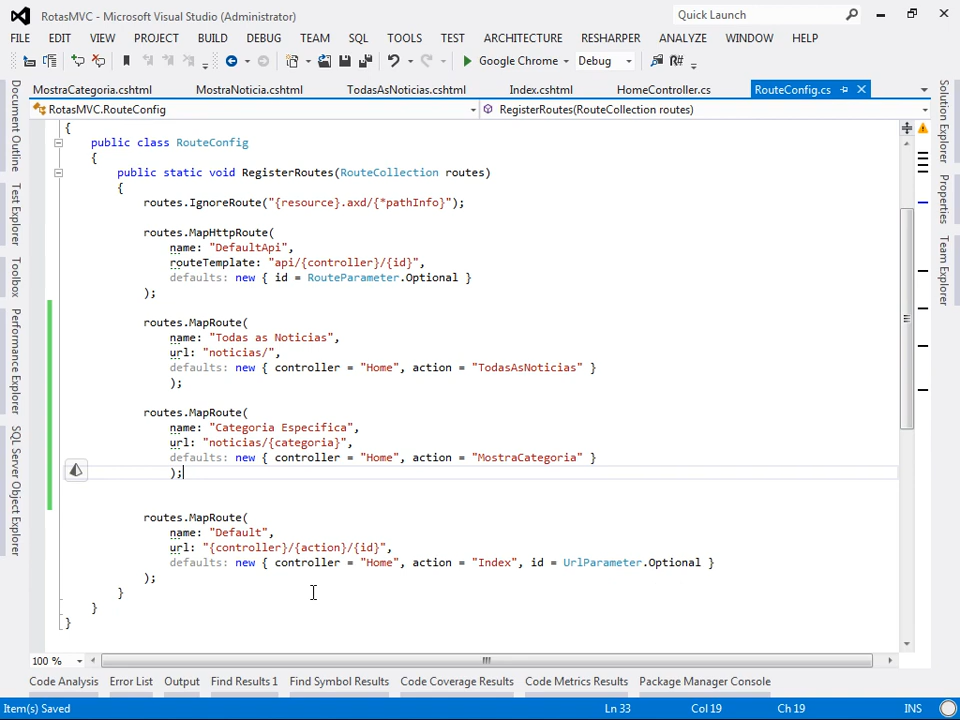 RotasMVC - Microsoft Visual Studio (Administrator)
Quick Launch
FILE EDIT VIEW PROJECT BUILD DEBUG TEAM SQL TOOLS TEST ARCHITECTURE RESHARPER ANALYZE WINDOW HELP
Google Chrome Debug R#
MostraCategoria.cshtml MostraNoticia.cshtml TodasAsNoticias.cshtml Index.cshtml HomeController.cs RouteConfig.cs
RotasMVC.RouteConfig RegisterRoutes(RouteCollection routes)
{
public class RouteConfig
{
public static void RegisterRoutes(RouteCollection routes)
{
routes.IgnoreRoute("{resource}.axd/{*pathInfo}");
routes.MapHttpRoute(
name: "DefaultApi",
routeTemplate: "api/{controller}/{id}",
defaults: new { id = RouteParameter.Optional }
);
routes.MapRoute(
name: "Todas as Noticias",
url: "noticias/",
defaults: new { controller = "Home", action = "TodasAsNoticias" }
);
routes.MapRoute(
name: "Categoria Especifica",
url: "noticias/{categoria}",
defaults: new { controller = "Home", action = "MostraCategoria" }
);
routes.MapRoute(
name: "Default",
url: "{controller}/{action}/{id}",
defaults: new { controller = "Home", action = "Index", id = UrlParameter.Optional }
);
}
}
}
Document Outline
Test Explorer
Toolbox
Performance Explorer
SQL Server Object Explorer
Solution Explorer
Properties
Team Explorer
100 %
Code Analysis Error List Output Find Results 1 Find Symbol Results Code Coverage Results Code Metrics Results Package Manager Console
Item(s) Saved Ln 33 Col 19 Ch 19 INS